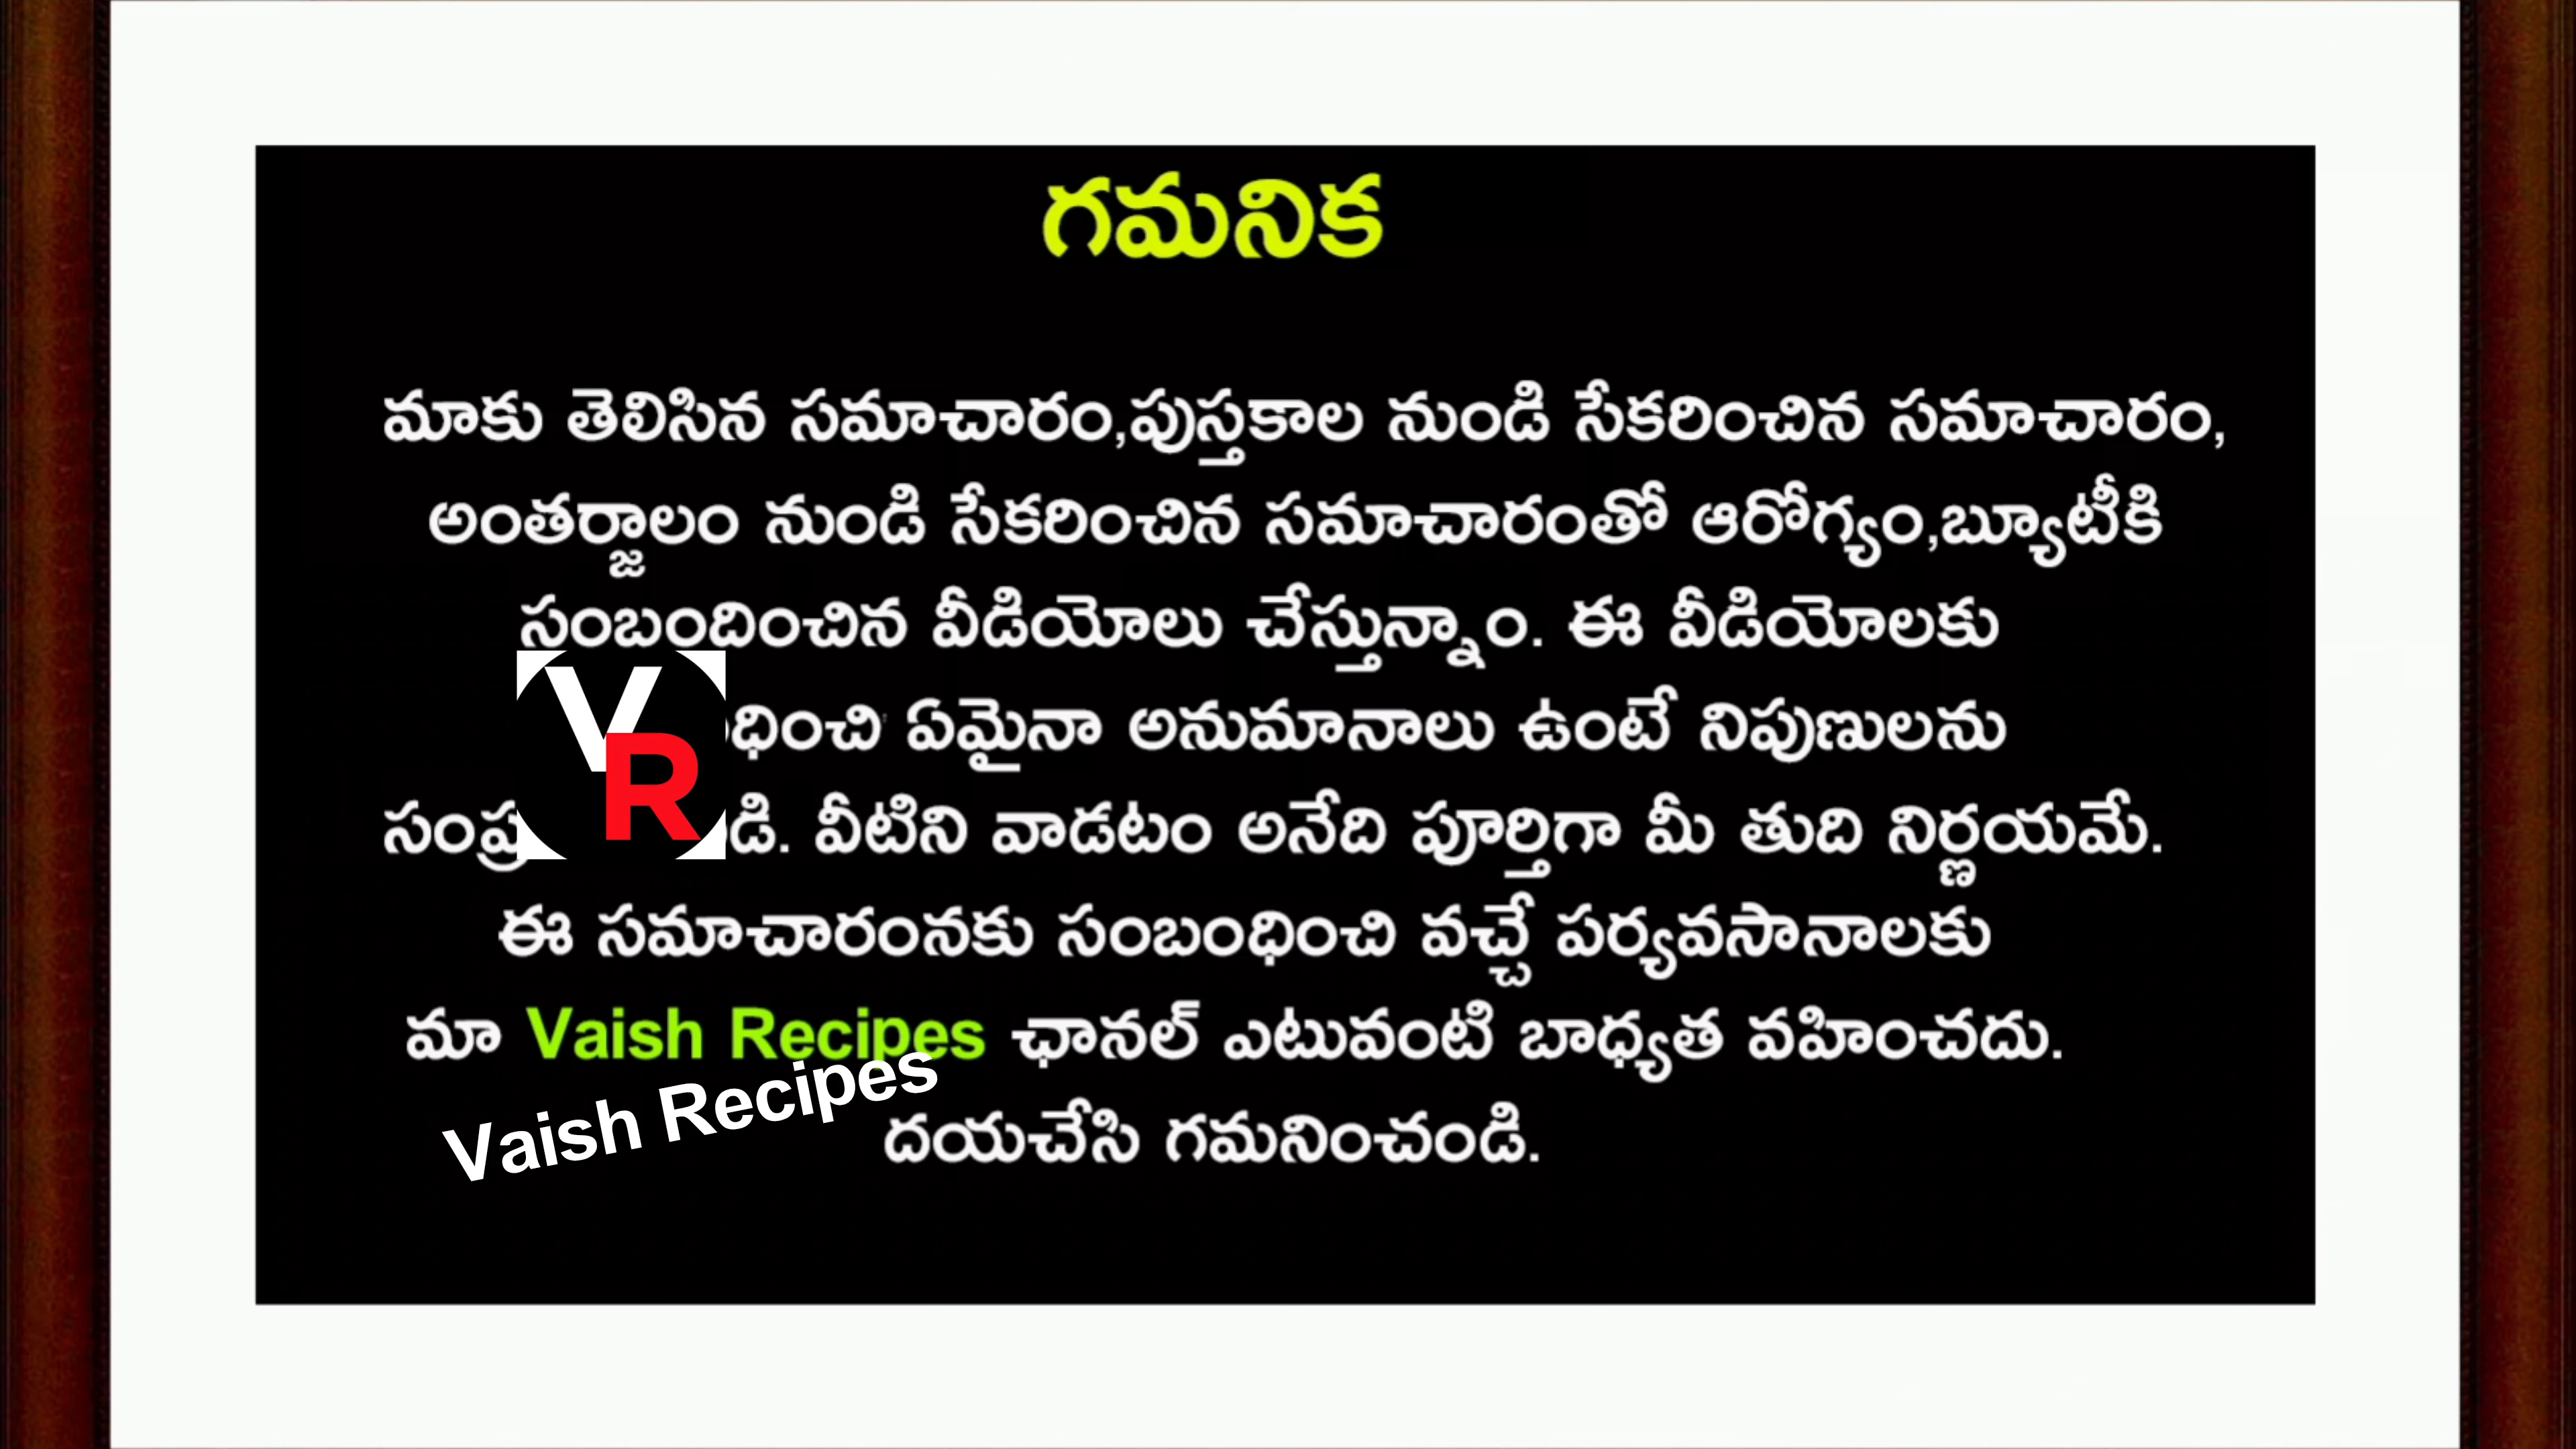 గమనిక
మాకు తెలిసిన సమాచారం,పుస్తకాల నుండి సేకరించిన సమాచారం,
అంతర్జాలం నుండి సేకరించిన సమాచారంతో ఆరోగ్యం,బ్యూటీకి
సంబందించిన వీడియోలు చేస్తున్నాం. ఈ వీడియోలకు
ఏమైనా అనుమానాలు ఉంటే నిపుణులను
వీటిని వాడటం అనేది పూర్తిగా మీ తుది నిర్ణయమే.
VR
ఈ సమాచారంనకు సంబంధించి వచ్చే పర్యవసానాలకు
మా Vaish Recipes ఛానల్ ఎటువంటి బాధ్యత వహించదు.
Vaish Recipes
దయచేసి గమనించండి.